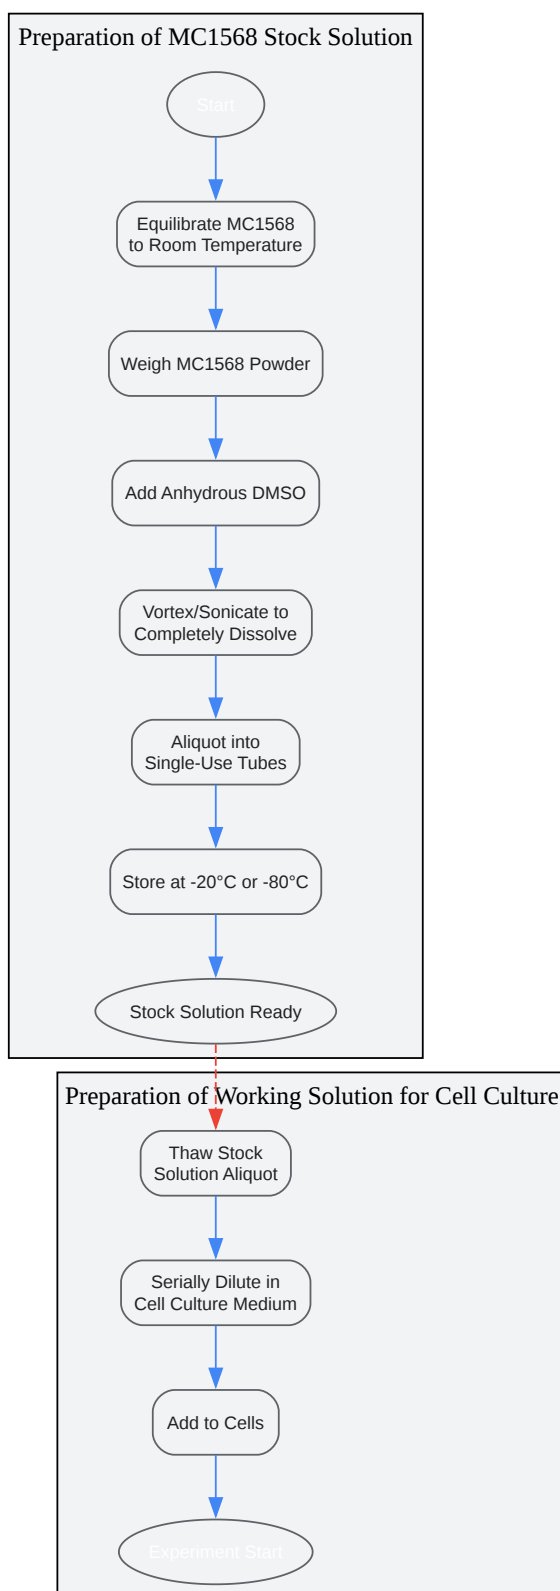 Preparation of MC1568 Stock Solution
Start
Equilibrate MC1568
to Room Temperature
Weigh MC1568 Powder
Add Anhydrous DMSO
Vortex/Sonicate to
Completely Dissolve
Aliquot into
Single-Use Tubes
Store at -20°C or -80°C
Stock Solution Ready
Preparation of Working Solution for Cell Culture
Thaw Stock
Solution Aliquot
Serially Dilute in
Cell Culture Medium
Add to Cells
Experiment Start